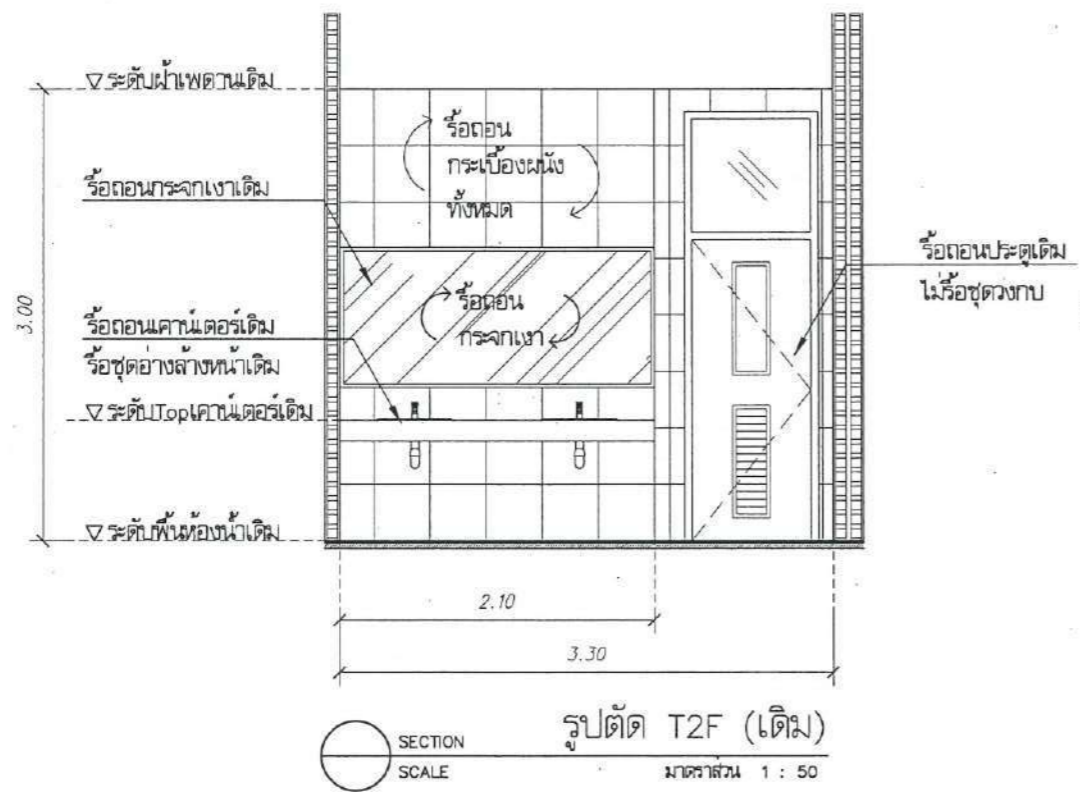 ▽ ระดับฝ้าเพดานเดิม
รื้อถอน
กระเบื้องผนัง
ทั้งหมด
รื้อถอนกระจกเงาเดิม
รื้อถอนประตูเดิม
ไม่รื้อชุดวงกบ
3.00
รื้อถอน
กระจกเงา
รื้อถอนเคาน์เตอร์เดิม
รื้อชุดอ่างล้างหน้าเดิม
▽ ระดับTopเคาน์เตอร์เดิม
▽ ระดับพื้นห้องน้ำเดิม
2.10
3.30
รูปตัด T2F (เดิม)
SECTION
SCALE
มาตราส่วน 1 : 50